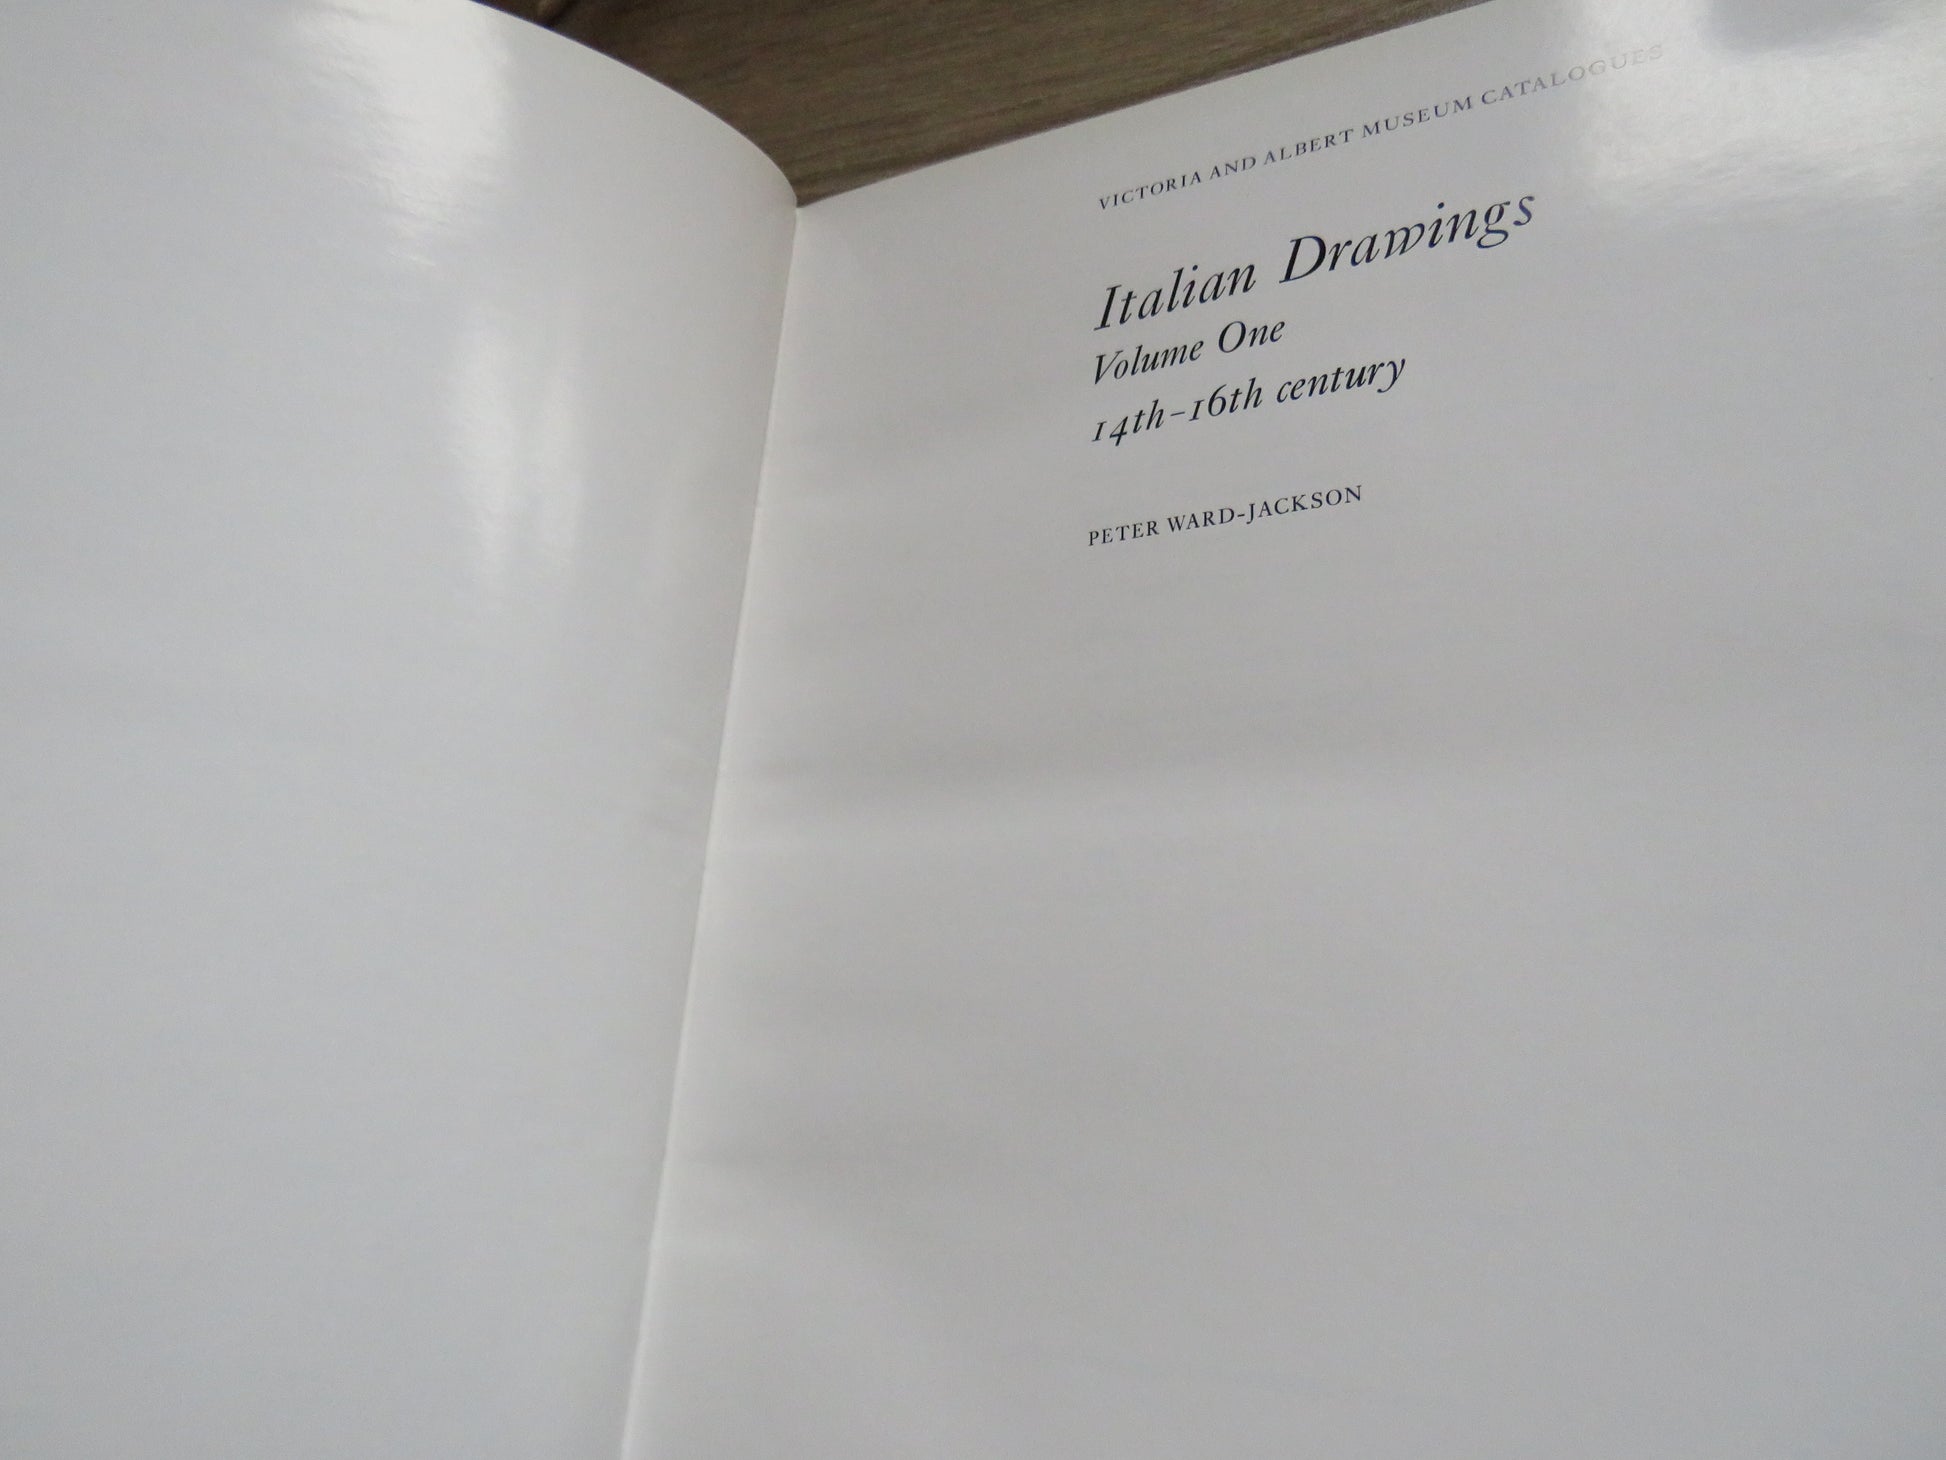 VICTORIA AND ALBERT MUSEUM CATALOGUES
Italian Drawings
Volume One
14th–16th century
PETER WARD-JACKSON